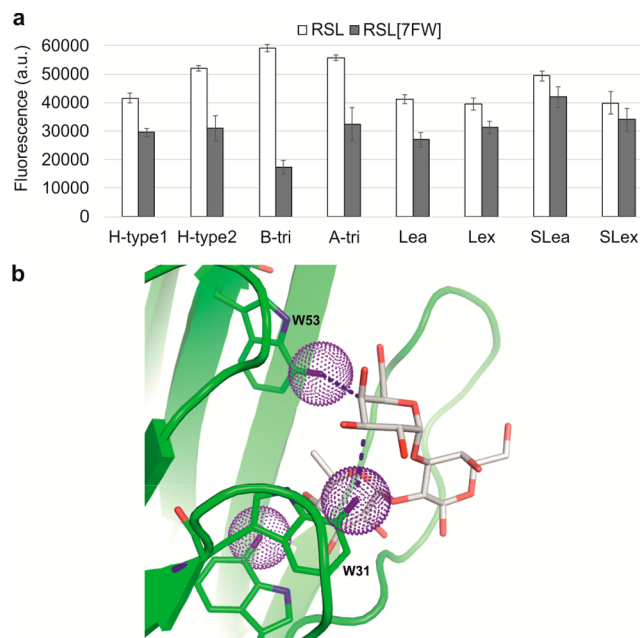 a
RSL RSL[7FW]
Fluorescence (a.u.)
60000
50000
40000
30000
20000
10000
0
H-type1 H-type2 B-tri A-tri Lea Lex SLea SLex
b
W53
W31